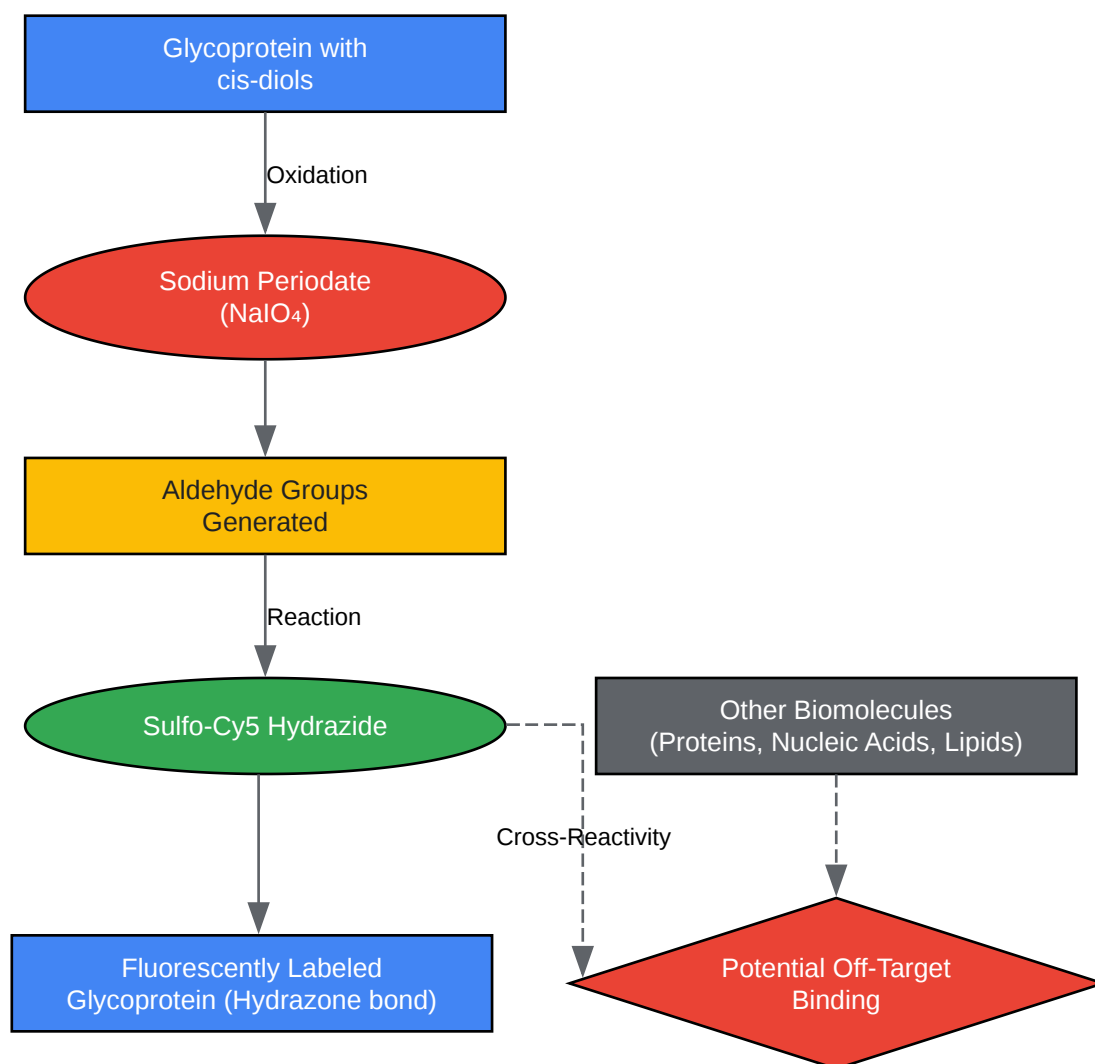 Glycoprotein with
cis-diols
Oxidation
Sodium Periodate
(NaIO₄)
Aldehyde Groups
Generated
Reaction
Sulfo-Cy5 Hydrazide
Other Biomolecules
(Proteins, Nucleic Acids, Lipids)
Cross-Reactivity
Fluorescently Labeled
Glycoprotein (Hydrazone bond)
Potential Off-Target
Binding